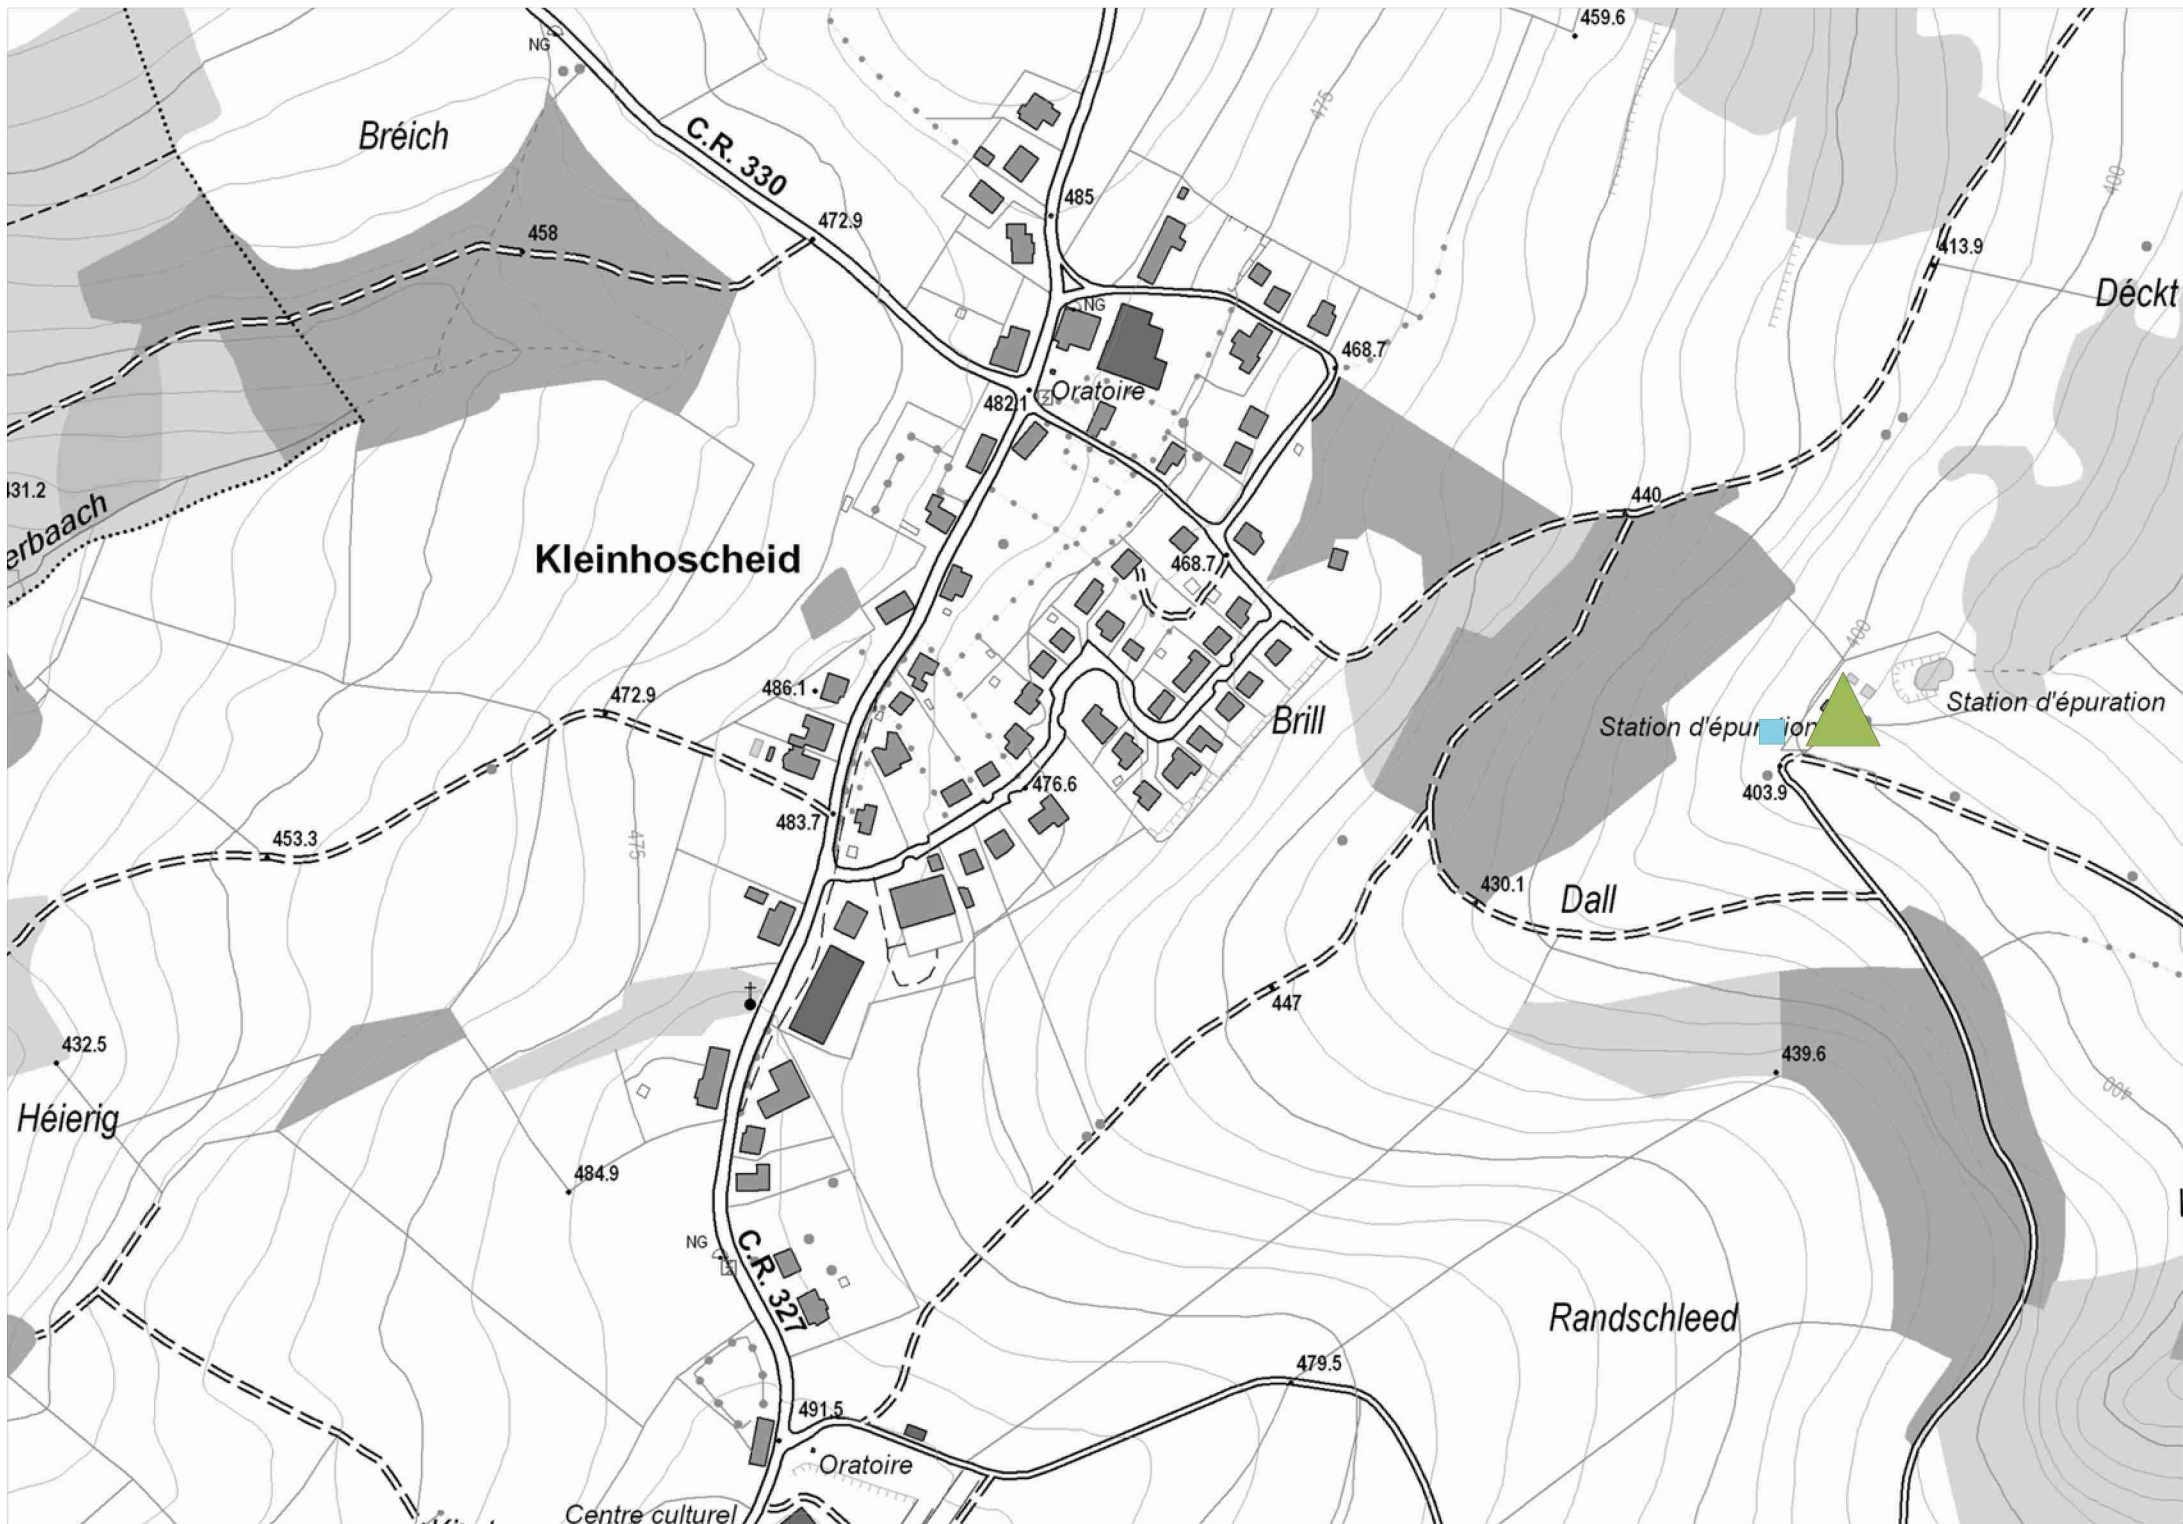 459.6
NG
Bréich
C.R. 330
475
485
400
472.9
458
413.9
Déckt
NG
468.7
Oratoire
482.1
431.2
440
erbaach
Kleinhoscheid
468.7
400
486.1
472.9
Brill
Station d'épuration
Station d'épuration
476.6
403.9
483.7
453.3
475
430.1
Dall
447
432.5
439.6
400
Héierig
484.9
NG
C.R. 327
Randschleed
479.5
491.5
Oratoire
Centre culturel